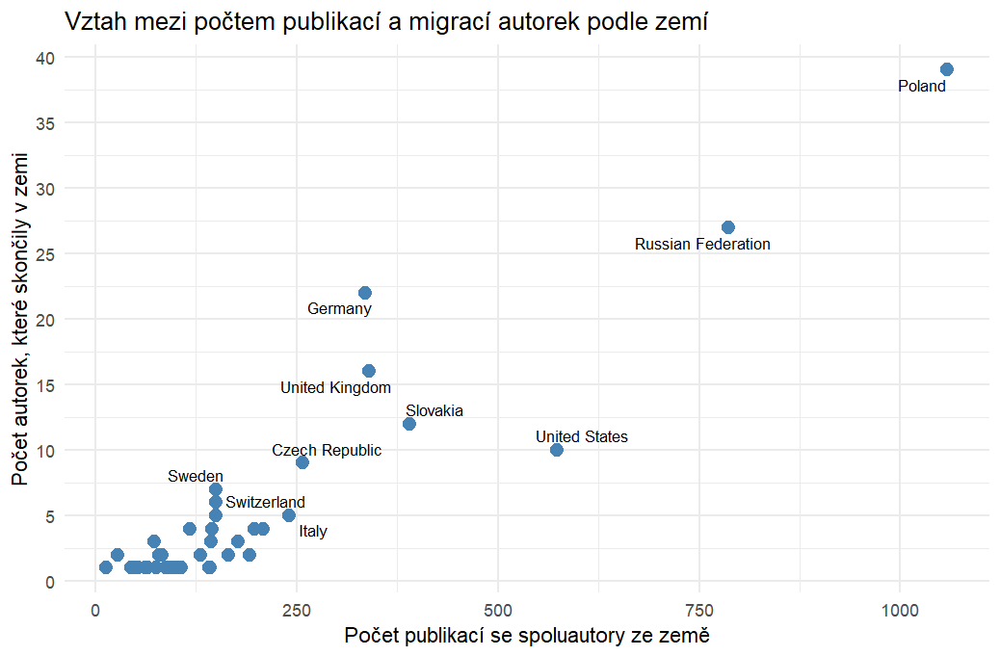 Vztah mezi počtem publikací a migrací autorek podle zemí
Počet autorek, které skončily v zemi
40
35
30
25
20
15
10
5
0
Poland
Russian Federation
Germany
United Kingdom
Slovakia
United States
Czech Republic
Sweden
Switzerland
Italy
0
250
500
750
1000
Počet publikací se spoluautory ze země